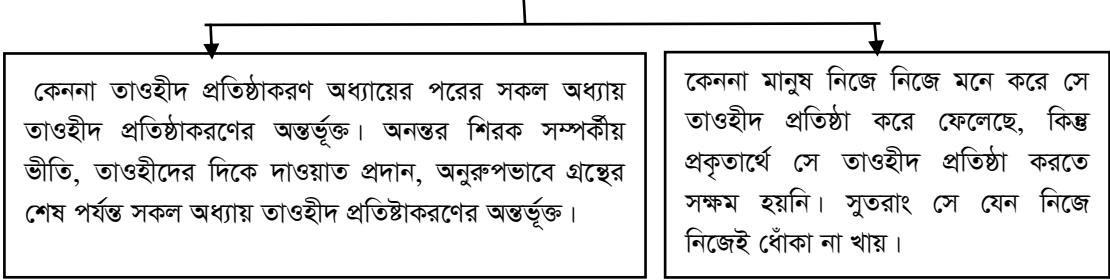 কেননা তাওহীদ প্রতিষ্ঠাকরণ অধ্যায়ের পরের সকল অধ্যায়
তাওহীদ প্রতিষ্ঠাকরণের অন্তর্ভূক্ত। অনন্তর শিরক সম্পর্কীয়
ভীতি, তাওহীদের দিকে দাওয়াত প্রদান, অনুরুপভাবে গ্রন্থের
শেষ পর্যন্ত সকল অধ্যায় তাওহীদ প্রতিষ্টাকরণের অন্তর্ভূক্ত।
কেননা মানুষ নিজে নিজে মনে করে সে
তাওহীদ প্রতিষ্ঠা করে ফেলেছে, কিন্তু
প্রকৃতার্থে সে তাওহীদ প্রতিষ্ঠা করতে
সক্ষম হয়নি। সুতরাং সে যেন নিজে
নিজেই ধোঁকা না খায়।